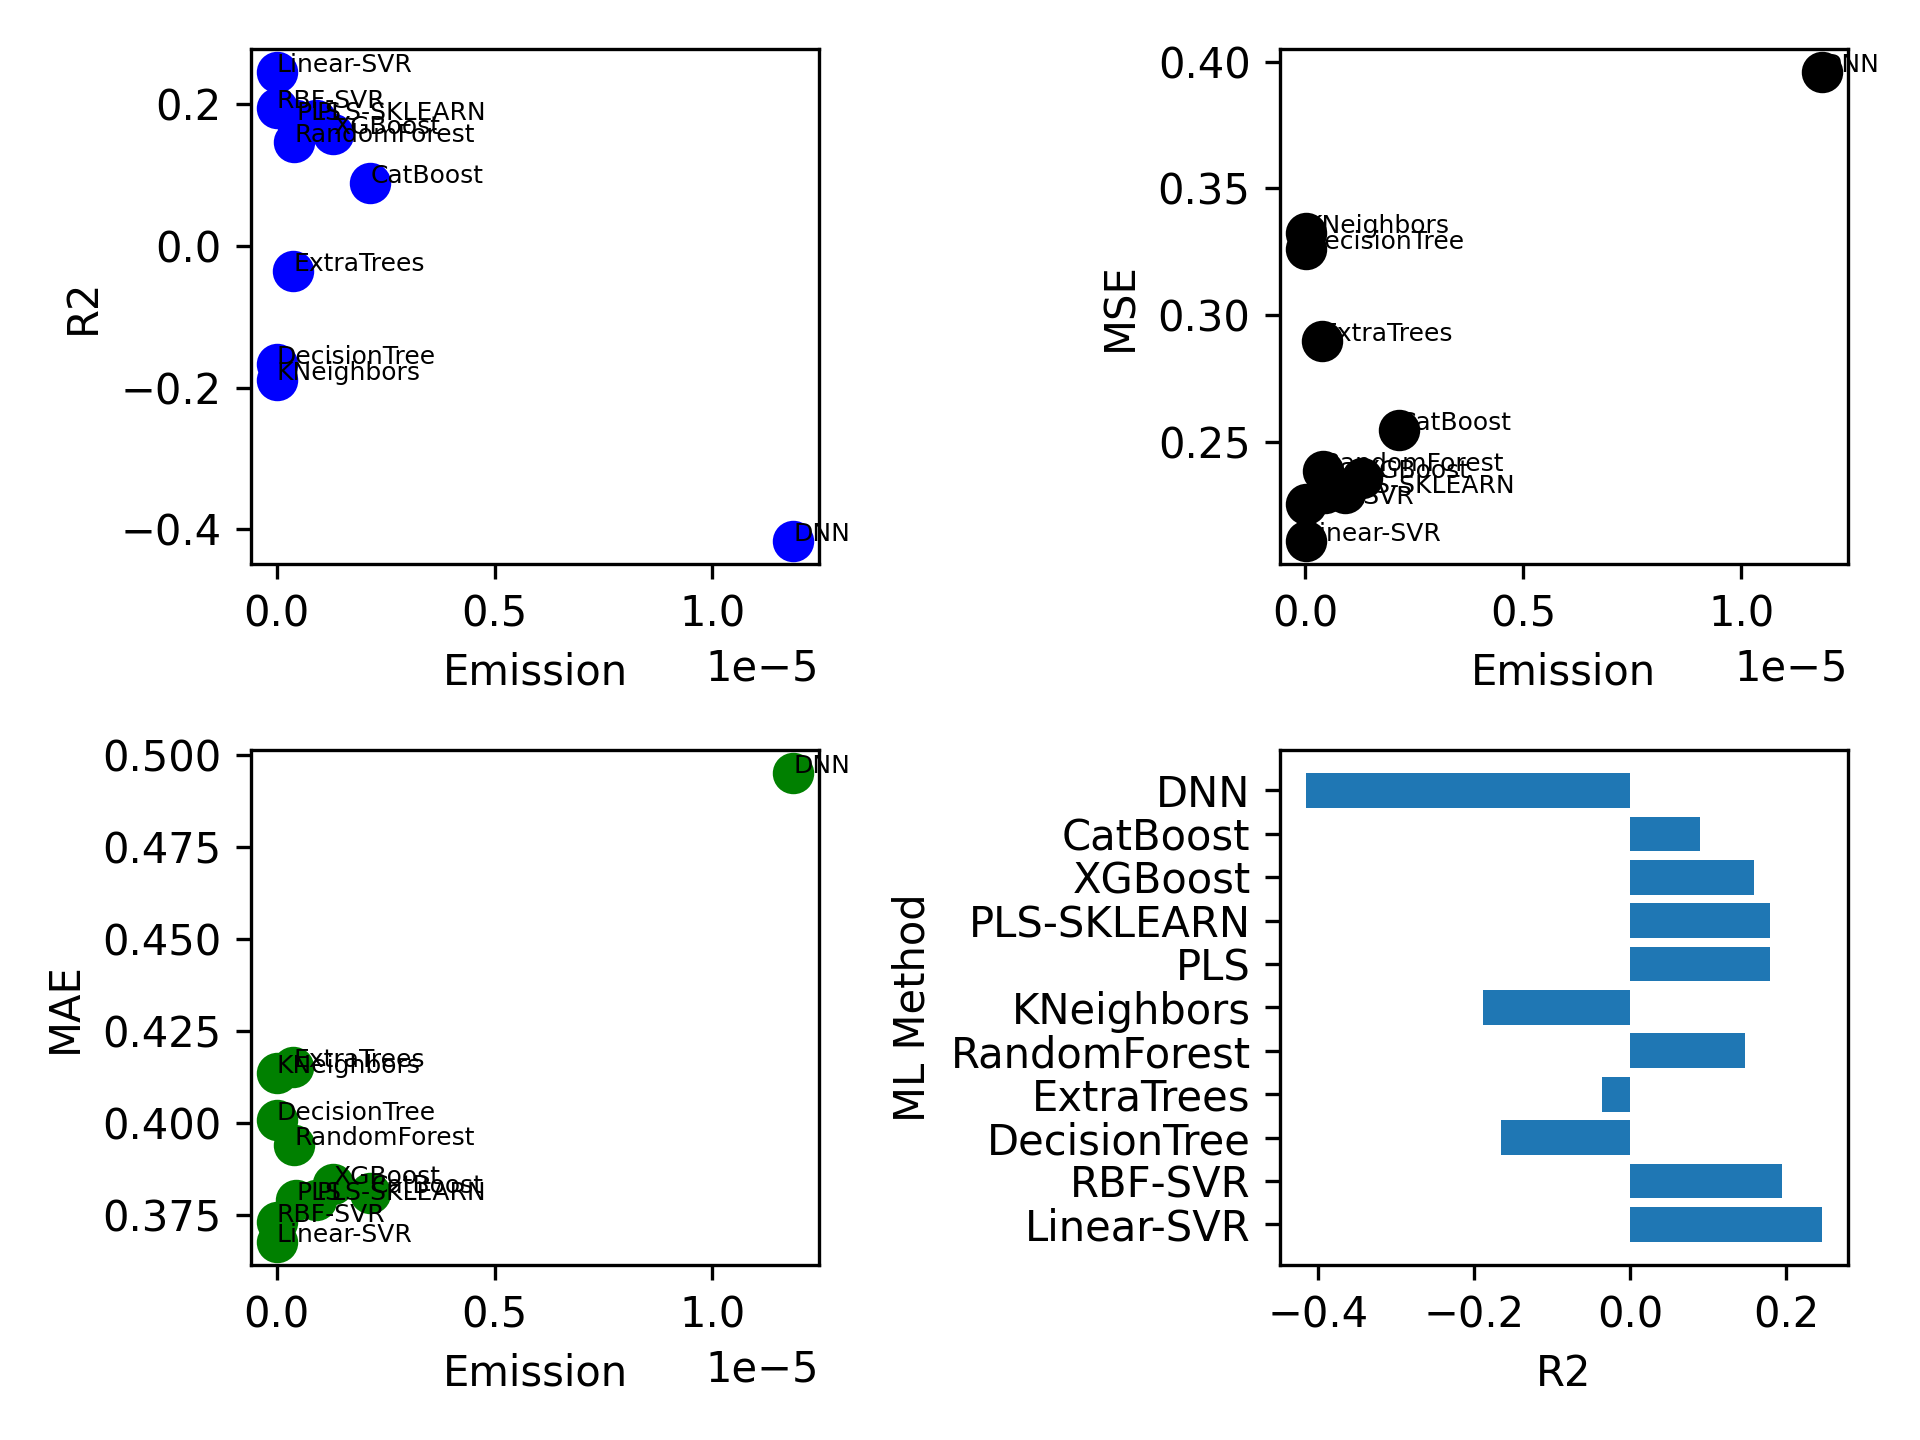 Linear-SVR
RBF-SVR
PLS
PLS-SKLEARN
XGBoost
RandomForest
CatBoost
ExtraTrees
DecisionTree
KNeighbors
DNN
0.2
0.0
−0.2
−0.4
R2
0.0 0.5 1.0
1e−5
Emission
DNN
KNeighbors
DecisionTree
ExtraTrees
CatBoost
RandomForest
XGBoost
PLS-SKLEARN
RBF-SVR
Linear-SVR
0.40
0.35
0.30
0.25
MSE
0.0 0.5 1.0
1e−5
Emission
DNN
ExtraTrees
KNeighbors
DecisionTree
RandomForest
XGBoost
CatBoost
PLS
PLS-SKLEARN
RBF-SVR
Linear-SVR
0.500
0.475
0.450
0.425
0.400
0.375
MAE
0.0 0.5 1.0
1e−5
Emission
DNN
CatBoost
XGBoost
PLS-SKLEARN
PLS
KNeighbors
RandomForest
ExtraTrees
DecisionTree
RBF-SVR
Linear-SVR
ML Method
−0.4 −0.2 0.0 0.2
R2